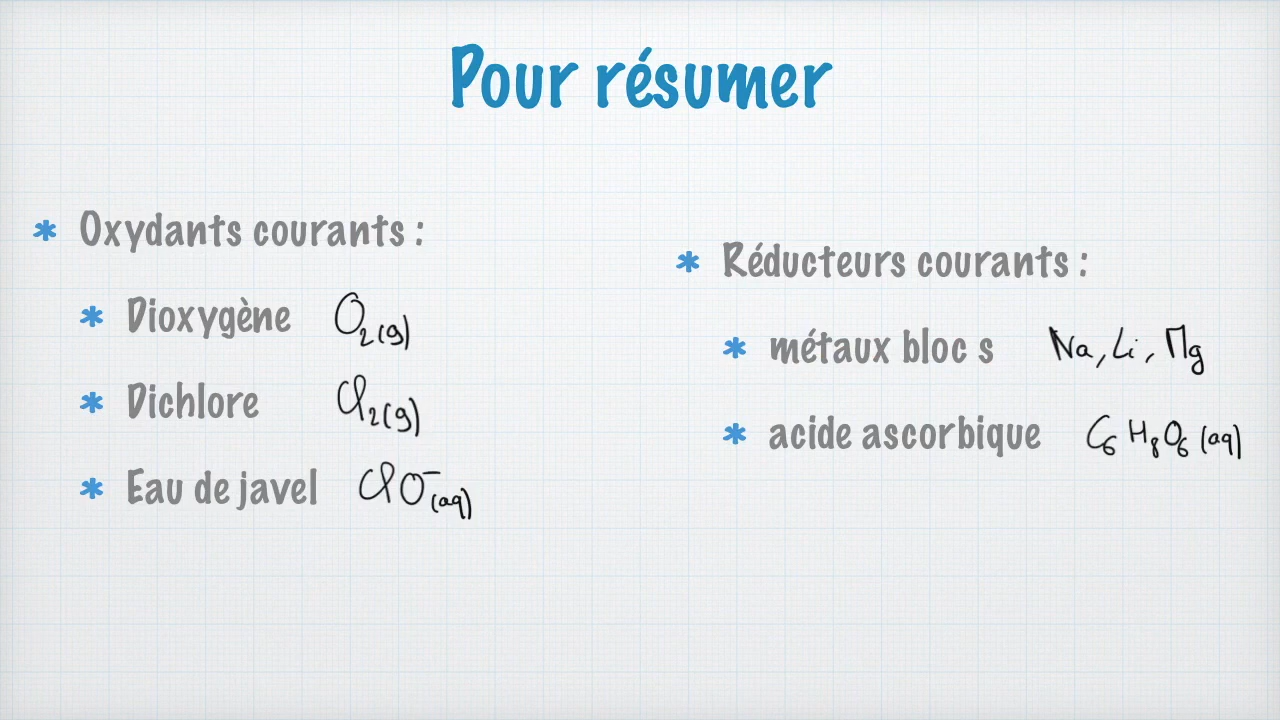 Pour résumer
* Oxydants courants :
* Dioxygène O₂(g)
* Dichlore Cl₂(g)
* Eau de javel ClO⁻(aq)
* Réducteurs courants :
* métaux bloc s Na, Li, Mg
* acide ascorbique C₆H₈O₆(aq)